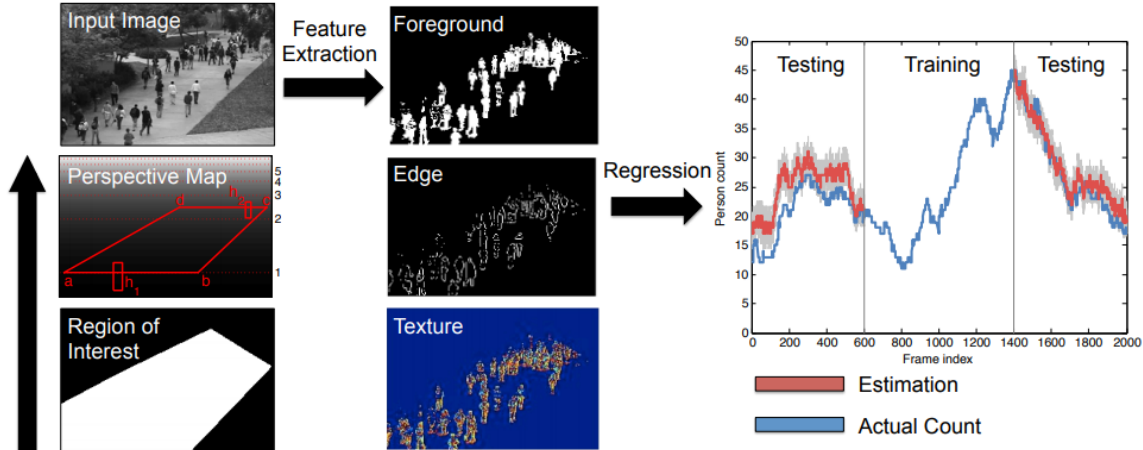 Input Image
Feature
Extraction
Foreground
Perspective Map
5
4
3
2
1
d
h2
c
a
h1
b
Edge
Regression
Region of
Interest
Texture
Testing
Training
Testing
Person count
50
45
40
35
30
25
20
15
10
5
0
0 200 400 600 800 1000 1200 1400 1600 1800 2000
Frame index
Estimation
Actual Count